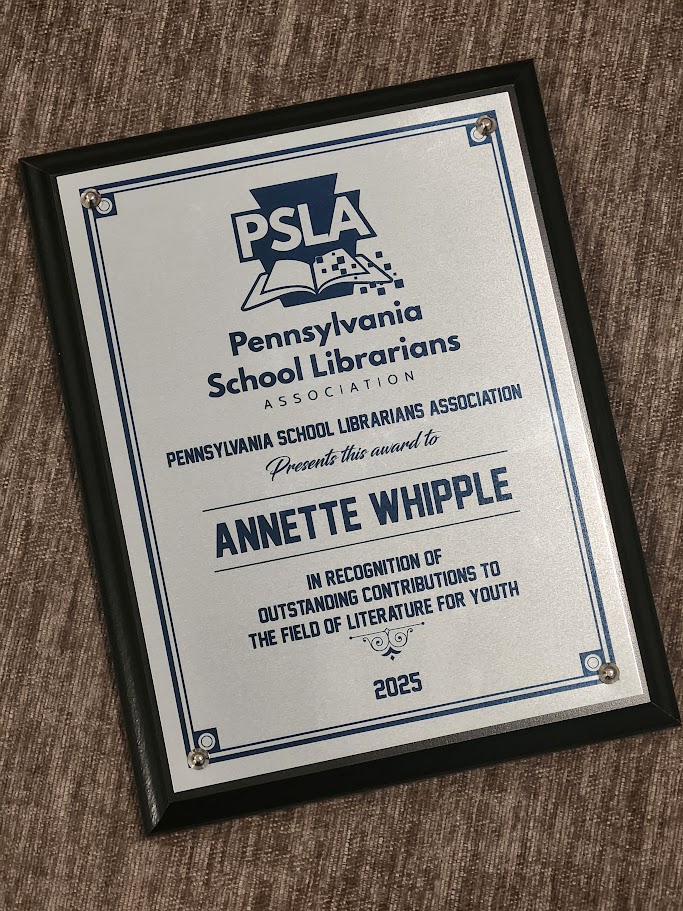 PSLA
Pennsylvania
School Librarians
ASSOCIATION
PENNSYLVANIA SCHOOL LIBRARIANS ASSOCIATION
Presents this award to
ANNETTE WHIPPLE
IN RECOGNITION OF
OUTSTANDING CONTRIBUTIONS TO
THE FIELD OF LITERATURE FOR YOUTH
2025